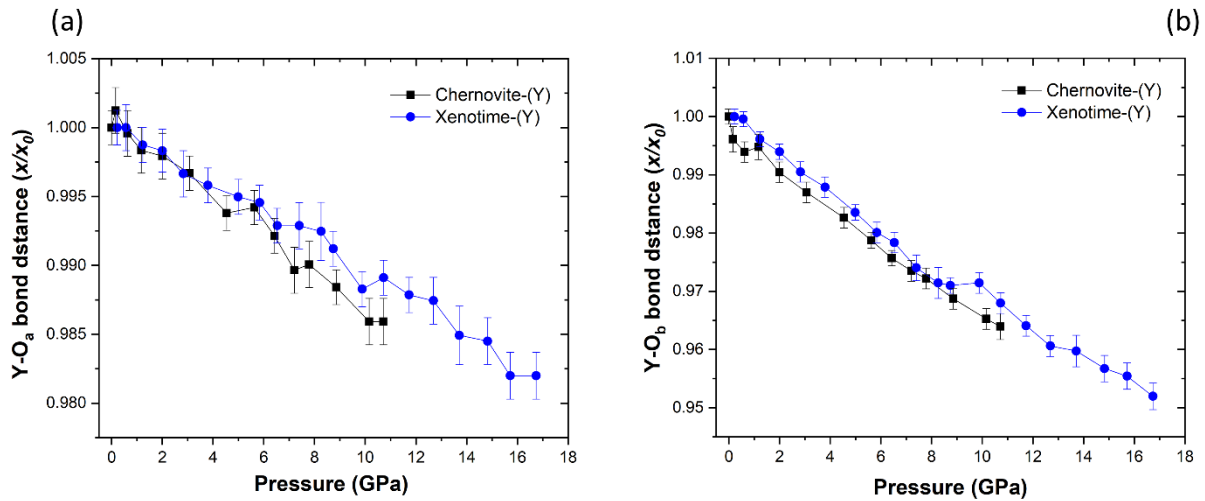 (a)
1.005
1.000
0.995
0.990
0.985
0.980
Y-Oa bond dstance (x/x0)
Chernovite-(Y)
Xenotime-(Y)
0 2 4 6 8 10 12 14 16 18
Pressure (GPa)
(b)
1.01
1.00
0.99
0.98
0.97
0.96
0.95
Y-Ob bond dstance (x/x0)
Chernovite-(Y)
Xenotime-(Y)
0 2 4 6 8 10 12 14 16 18
Pressure (GPa)